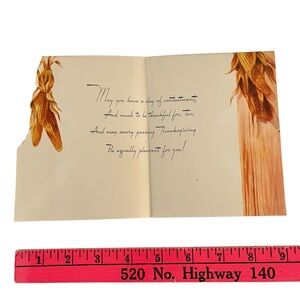 May you have a day of contentment,
And much to be thankful for, Too,
And may every passing Thanksgiving
Be equally pleasant for you!
1 2 3 4 5 6 7 8 9
520 No. Highway 140